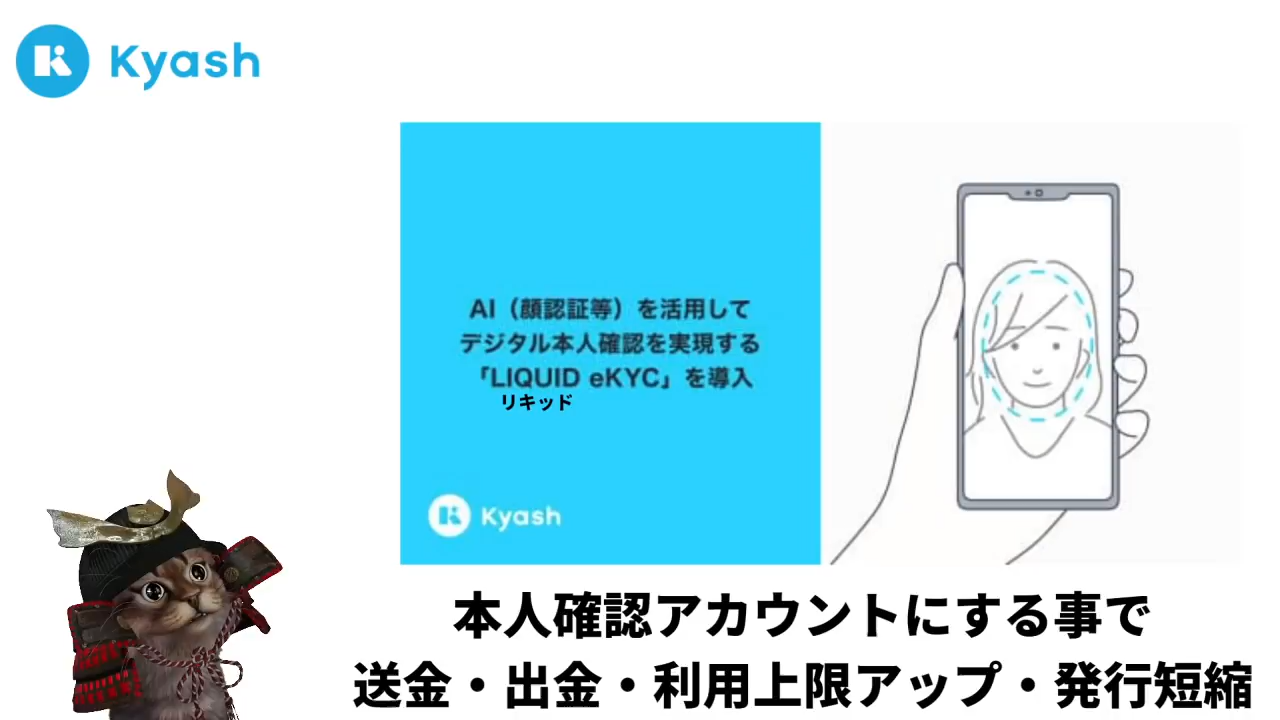 Kyash
AI（顔認証等）を活用して
デジタル本人確認を実現する
「LIQUID eKYC」を導入
リキッド
Kyash
本人確認アカウントにする事で
送金・出金・利用上限アップ・発行短縮